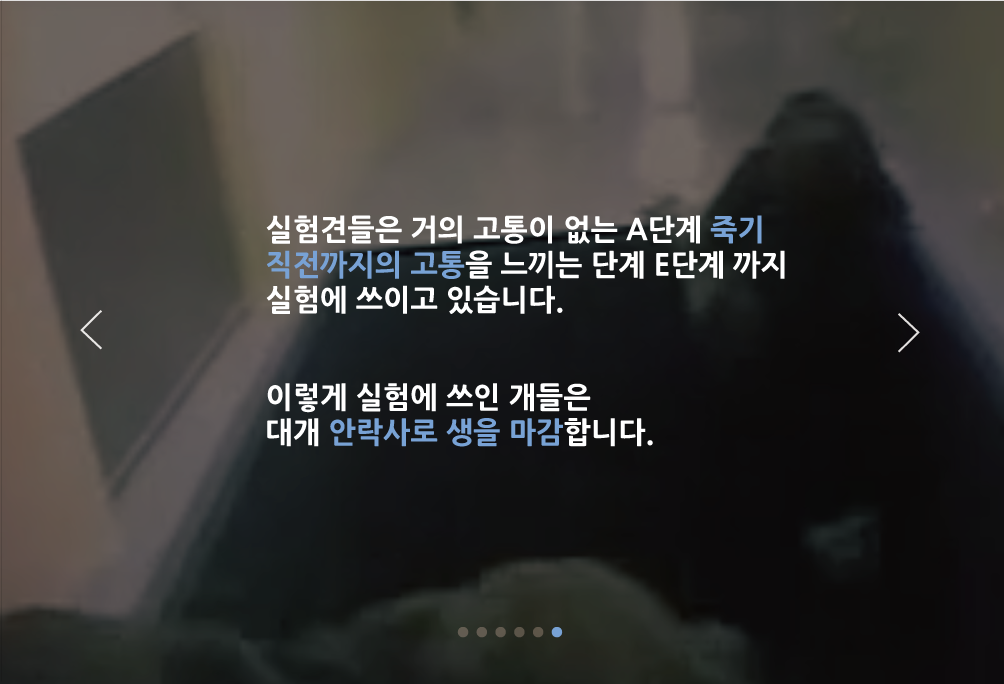 실험견들은 거의 고통이 없는 A단계 죽기
직전까지의 고통을 느끼는 단계 E단계 까지
실험에 쓰이고 있습니다.
이렇게 실험에 쓰인 개들은
대개 안락사로 생을 마감합니다.